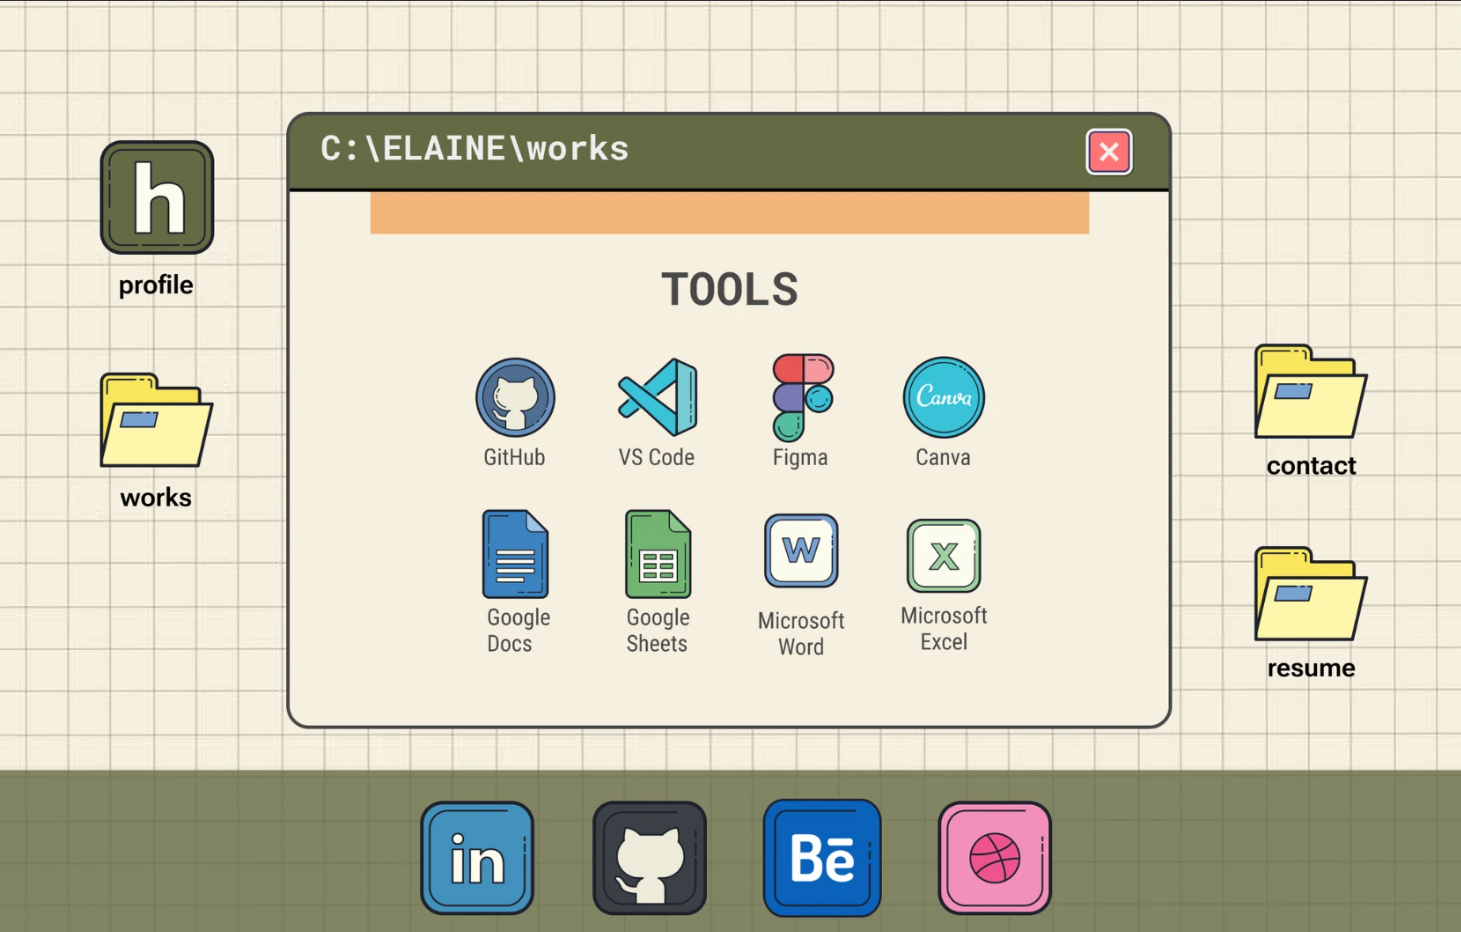 C:\ELAINE\works
h
profile
works
TOOLS
Canva
GitHub
VS Code
Figma
Canva
W
X
Google
Docs
Google
Sheets
Microsoft
Word
Microsoft
Excel
contact
resume
in
Bē